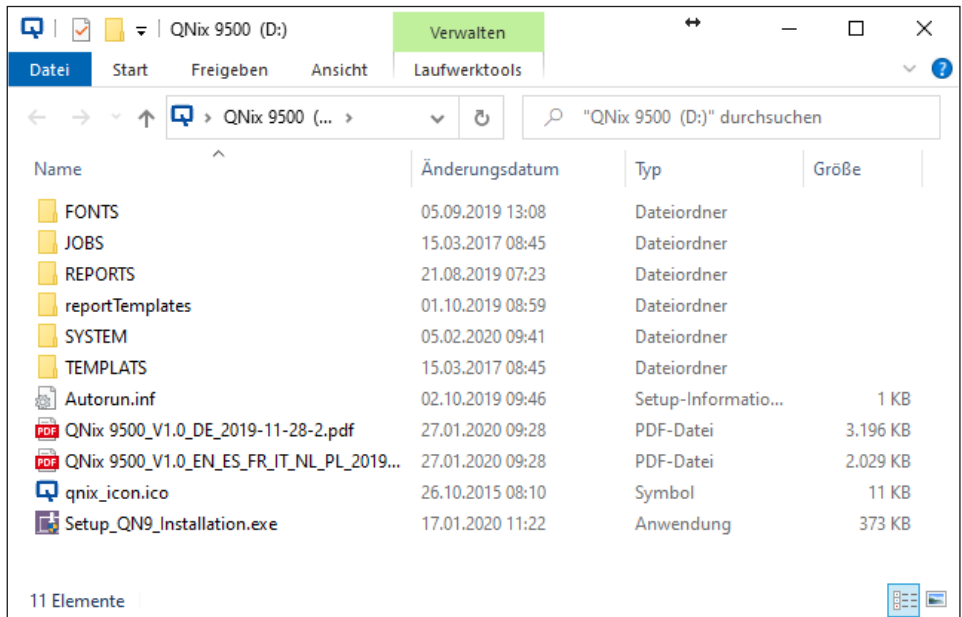 QNix 9500 (D:) Verwalten
Datei Start Freigeben Ansicht Laufwerktools ?
QNix 9500 (... "QNix 9500 (D:)" durchsuchen
Name Änderungsdatum Typ Größe
FONTS 05.09.2019 13:08 Dateiordner
JOBS 15.03.2017 08:45 Dateiordner
REPORTS 21.08.2019 07:23 Dateiordner
reportTemplates 01.10.2019 08:59 Dateiordner
SYSTEM 05.02.2020 09:41 Dateiordner
TEMPLATS 15.03.2017 08:45 Dateiordner
Autorun.inf 02.10.2019 09:46 Setup-Informatio... 1 KB
PDF QNix 9500_V1.0_DE_2019-11-28-2.pdf 27.01.2020 09:28 PDF-Datei 3.196 KB
PDF QNix 9500_V1.0_EN_ES_FR_IT_NL_PL_2019... 27.01.2020 09:28 PDF-Datei 2.029 KB
qnix_icon.ico 26.10.2015 08:10 Symbol 11 KB
Setup_QN9_Installation.exe 17.01.2020 11:22 Anwendung 373 KB
11 Elemente